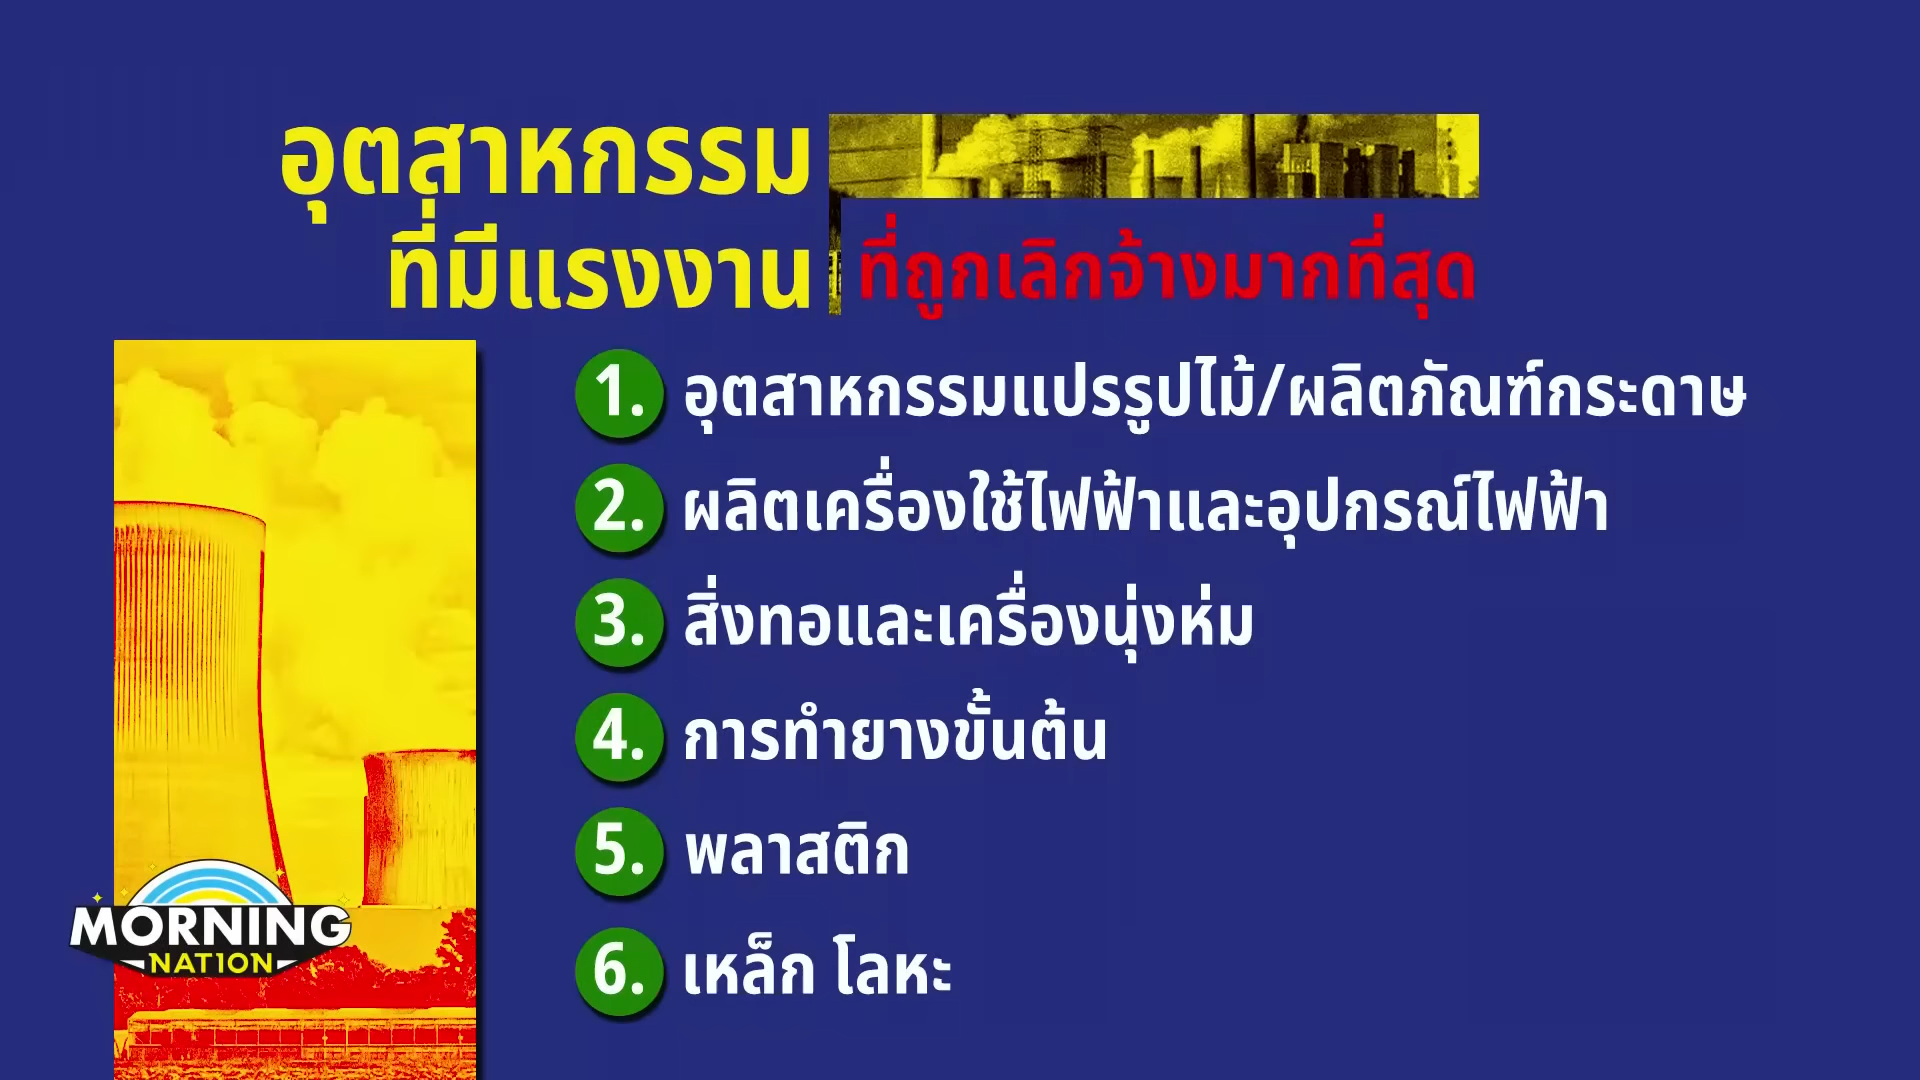 อุตสาหกรรม
ที่มีแรงงาน
ที่ถูกเลิกจ้างมากที่สุด
1. อุตสาหกรรมแปรรูปไม้/ผลิตภัณฑ์กระดาษ
2. ผลิตเครื่องใช้ไฟฟ้าและอุปกรณ์ไฟฟ้า
3. สิ่งทอและเครื่องนุ่งห่ม
4. การทำยางขั้นต้น
5. พลาสติก
6. เหล็ก โลหะ
MORNING
NATION